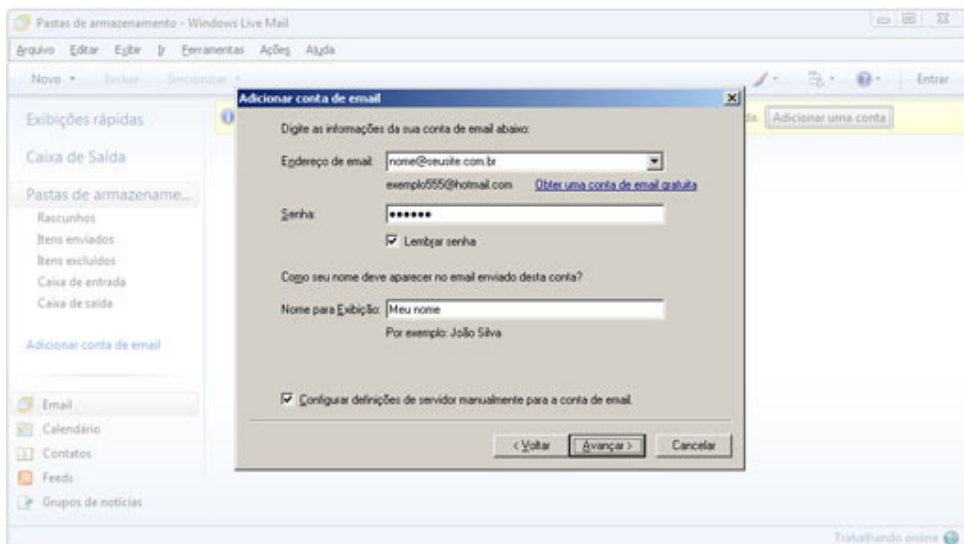 Pastas de armazenamento - Windows Live Mail
Arquivo Editar Exibir Ir Ferramentas Ações Ajuda
Novo Excluir Sincronizar Entrar
Exibições rápidas
Caixa de Saída
Pastas de armazename...
Rascunhos
Itens enviados
Itens excluídos
Caixa de entrada
Caixa de saída
Adicionar conta de email
Email
Calendário
Contatos
Feeds
Grupos de notícias
da. Adicionar uma conta
Adicionar conta de email
Digite as informações da sua conta de email abaixo:
Endereço de email: nome@seusite.com.br
exemplo555@hotmail.com Obter uma conta de email gratuita
Senha: ••••••
Lembrar senha
Como seu nome deve aparecer no email enviado desta conta?
Nome para Exibição: Meu nome
Por exemplo: João Silva
Configurar definições de servidor manualmente para a conta de email.
< Voltar Avançar > Cancelar
Trabalhando online